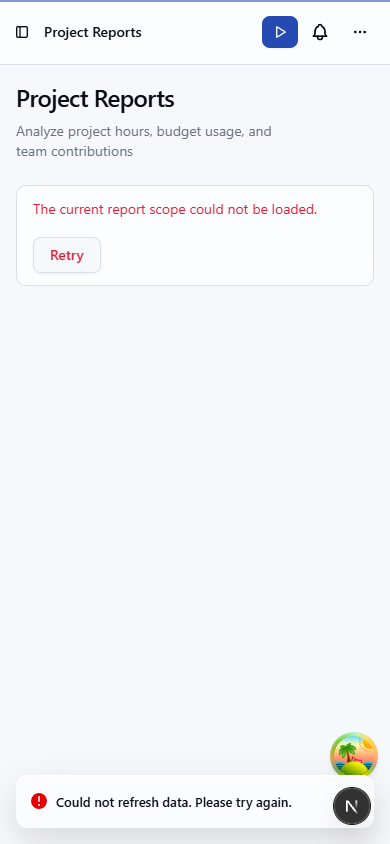 Project Reports
Project Reports
Analyze project hours, budget usage, and
team contributions
The current report scope could not be loaded.
Retry
Could not refresh data. Please try again.
N